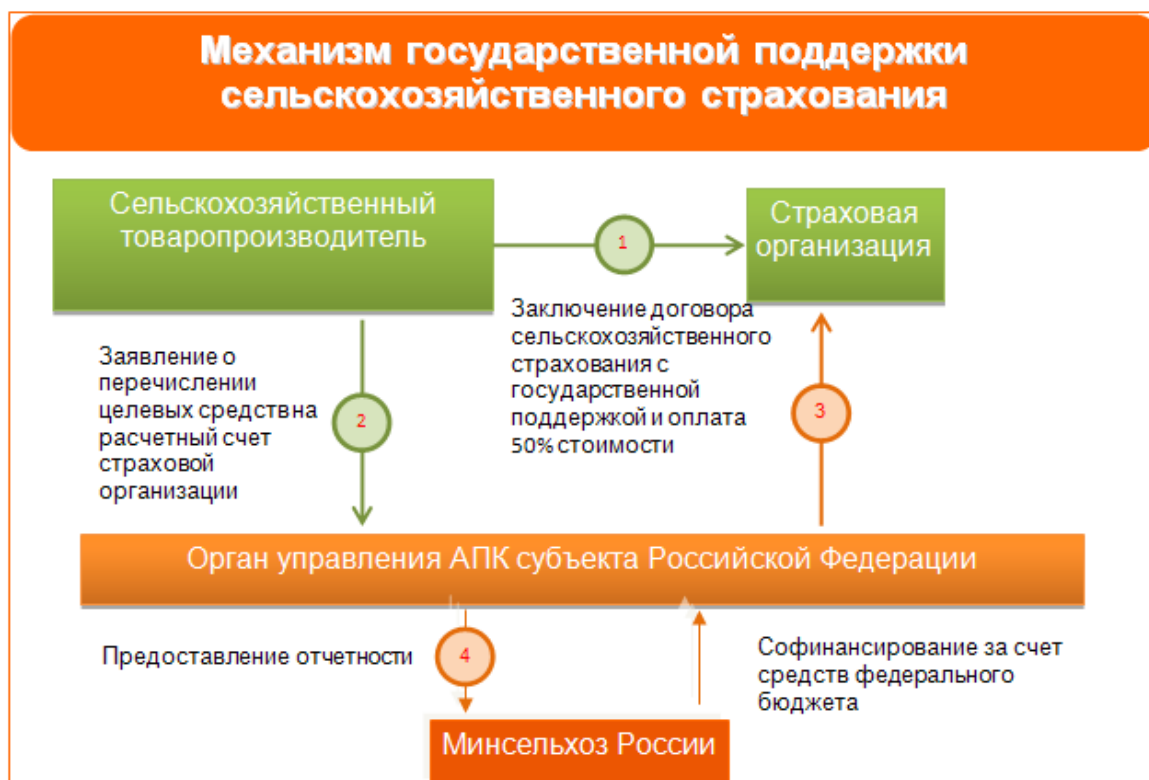 Механизм государственной поддержки
сельскохозяйственного страхования
Сельскохозяйственный
товаропроизводитель
1
Страховая
организация
Заключение договора
сельскохозяйственного
страхования с
государственной
поддержкой и оплата
50% стоимости
Заявление о
перечислении
целевых средств на
расчетный счет
страховой
организации
2
3
Орган управления АПК субъекта Российской Федерации
Предоставление отчетности
4
Софинансирование за счет
средств федерального
бюджета
Минсельхоз России